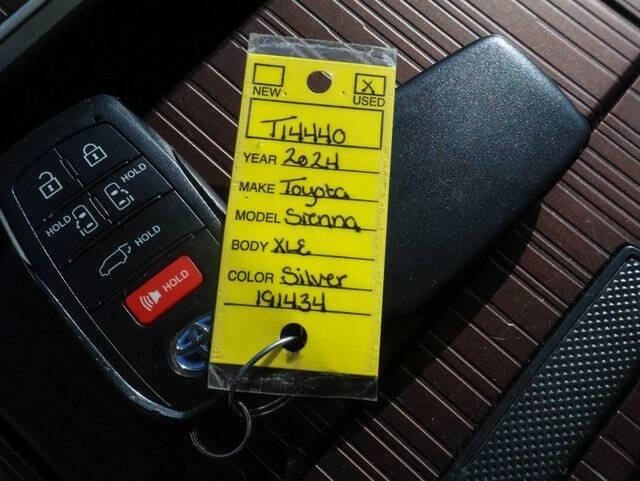 X
NEW USED
T14440
YEAR 2024
MAKE Toyota
MODEL Sienna
BODY XLE
COLOR Silver
191434
HOLD
HOLD
HOLD
HOLD